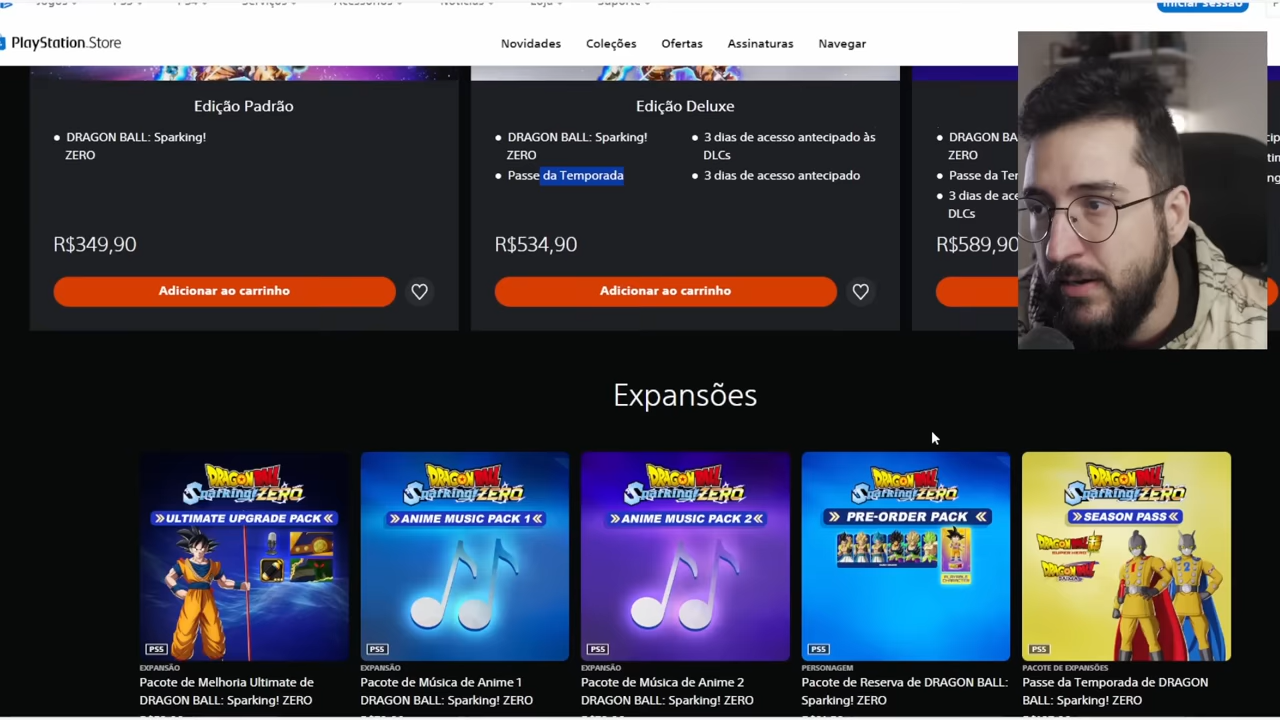 PlayStation.Store
Novidades
Coleções
Ofertas
Assinaturas
Navegar
Edição Padrão
DRAGON BALL: Sparking!
ZERO
R$349,90
Adicionar ao carrinho
Edição Deluxe
DRAGON BALL: Sparking!
ZERO
Passe da Temporada
3 dias de acesso antecipado às
DLCs
3 dias de acesso antecipado
R$534,90
Adicionar ao carrinho
DRAGON
ZERO
Passe da
3 dias de
DLCs
R$589,90
Expansões
DRAGON BALL
Sparking! ZERO
ULTIMATE UPGRADE PACK
PS5
EXPANSÃO
Pacote de Melhoria Ultimate de
DRAGON BALL: Sparking! ZERO
DRAGON BALL
Sparking! ZERO
ANIME MUSIC PACK 1
PS5
EXPANSÃO
Pacote de Música de Anime 1
DRAGON BALL: Sparking! ZERO
DRAGON BALL
Sparking! ZERO
ANIME MUSIC PACK 2
PS5
EXPANSÃO
Pacote de Música de Anime 2
DRAGON BALL: Sparking! ZERO
DRAGON BALL
Sparking! ZERO
PRE-ORDER PACK
PS5
PERSONAGEM
Pacote de Reserva de DRAGON BALL:
Sparking! ZERO
DRAGON BALL
Sparking! ZERO
SEASON PASS
PS5
PACOTE DE EXPANSÕES
Passe da Temporada de DRAGON
BALL: Sparking! ZERO